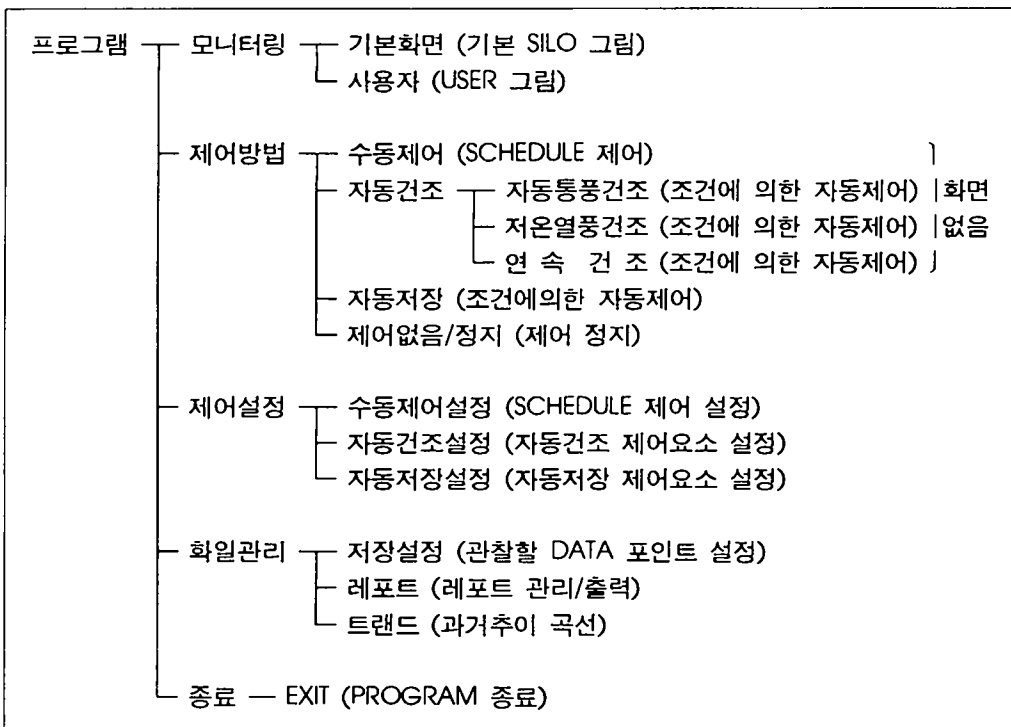 프로그램 모니터링 기본화면 (기본 SILO 그림)
사용자 (USER 그림)
제어방법 수동제어 (SCHEDULE 제어)
자동건조 자동통풍건조 (조건에 의한 자동제어) 화면
저온열풍건조 (조건에 의한 자동제어) 없음
연 속 건 조 (조건에 의한 자동제어)
자동저장 (조건에의한 자동제어)
제어없음/정지 (제어 정지)
제어설정 수동제어설정 (SCHEDULE 제어 설정)
자동건조설정 (자동건조 제어요소 설정)
자동저장설정 (자동저장 제어요소 설정)
화일관리 저장설정 (관찰할 DATA 포인트 설정)
레포트 (레포트 관리/출력)
트랜드 (과거추이 곡선)
종료 EXIT (PROGRAM 종료)